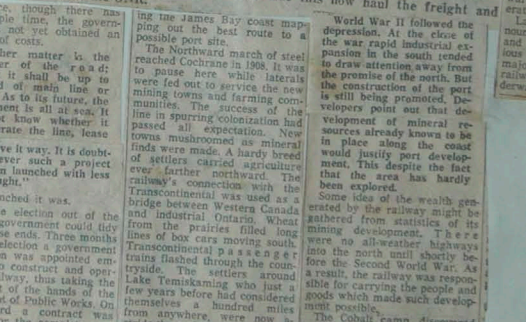 now haul the freight and
e, though there has
ple time, the govern-
not yet obtained an
f costs.
her matter is the
er of the road:
it shall be up to
d of main line or
As to its future, the
ment is all at sea. It
t know whether it
rate the line, lease
ve it way. It is doubt-
ever such a project
n launched with less
ght."
nched it was.
e election out of the
government could tidy
se ends. Three months
election a government
n was appointed em-
o construct and oper-
lway, thus taking the
t of the hands of the
nt of Public Works. On
rd a contract was
ing the James Bay coast map-
ping out the best route to a
possible port site.
The Northward march of steel
reached Cochrane in 1908. It was
to pause here while laterals
were fed out to service the new
mining towns and farming com-
munities. The success of the
line in spurring colonization had
passed all expectation. New
towns mushroomed as mineral
finds were made. A hardy breed
of settlers carried agriculture
ever farther northward. The
railway's connection with the
Transcontinental was used as a
bridge between Western Canada
and industrial Ontario. Wheat
from the prairies filled long
lines of box cars moving south.
Transcontinental passenger
trains flashed through the coun-
tryside. The settlers around
Lake Temiskaming who just a
few years before had considered
themselves a hundred miles
from anywhere, were now
World War II followed the
depression. At the close of
the war rapid industrial ex-
pansion in the south tended
to draw attention away from
the promise of the north. But
the construction of the port
is still being promoted. De-
velopers point out that de-
velopment of mineral re-
sources already known to be
in place along the coast
would justify port develop-
ment. This despite the fact
that the area has hardly
been explored.
Some idea of the wealth gen-
erated by the railway might be
gathered from statistics of its
mining development. There
were no all-weather highways
into the north until shortly be-
fore the Second World War. As
a result, the railway was respon-
sible for carrying the people and
goods which made such develop-
ment possible.
The Cobalt camp